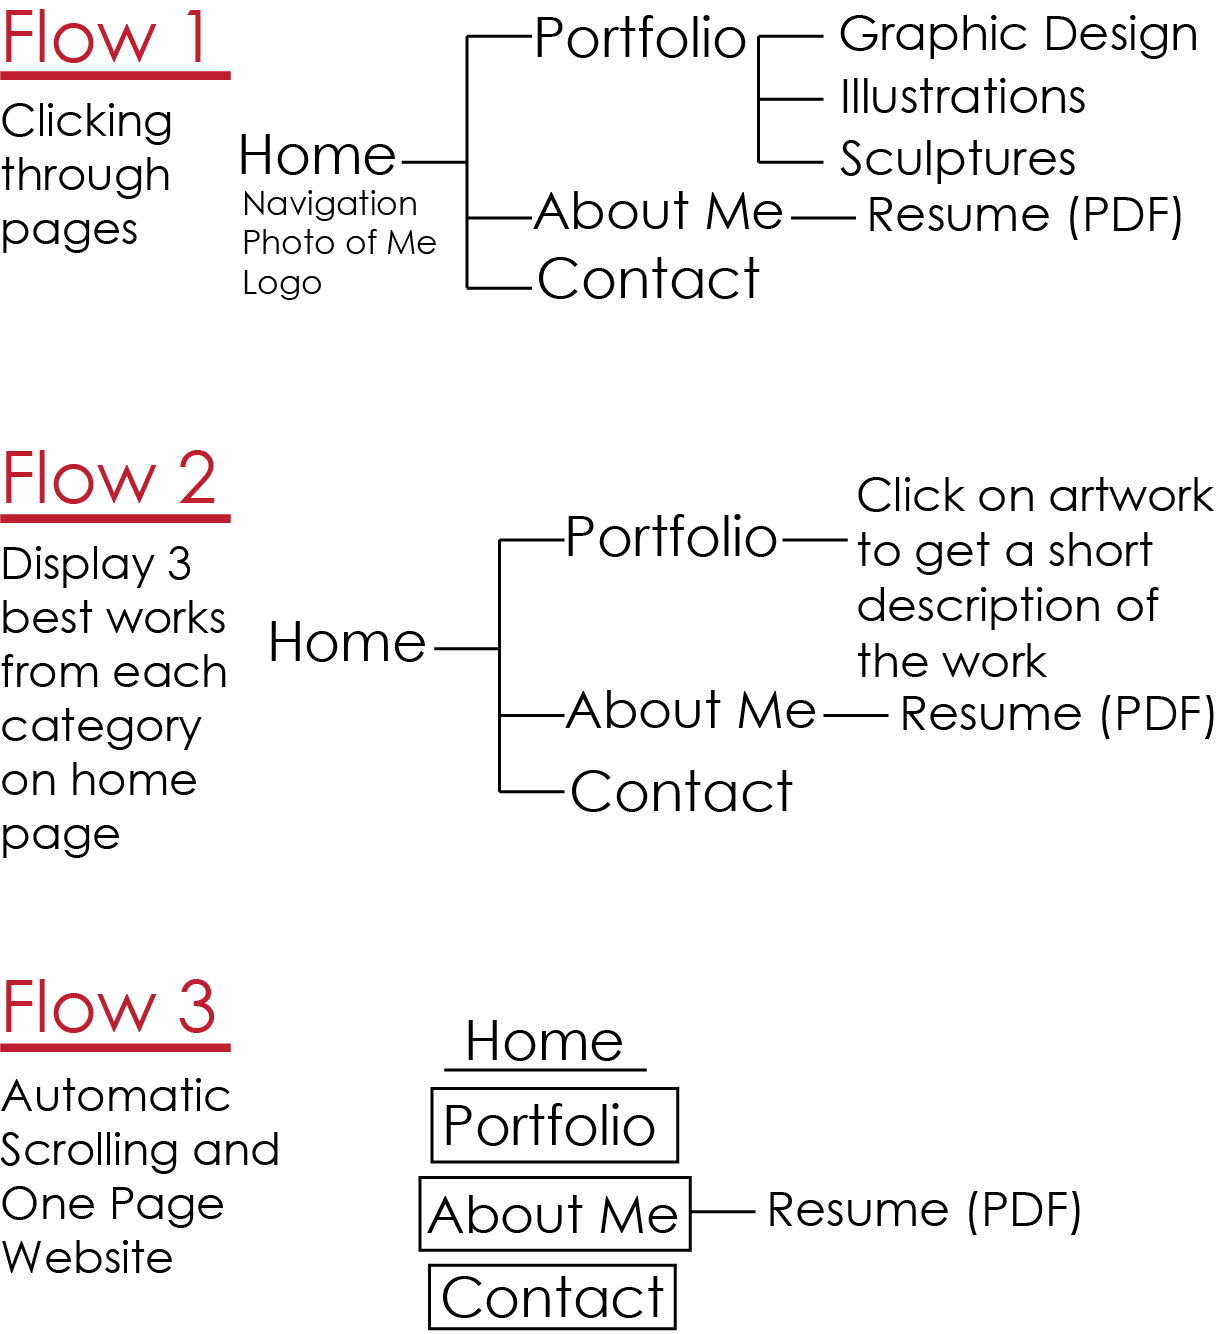 Flow 1
Clicking
through
pages
Home
Navigation
Photo of Me
Logo
Portfolio
Graphic Design
Illustrations
Sculptures
About Me
Resume (PDF)
Contact
Flow 2
Display 3
best works
from each
category
on home
page
Home
Portfolio
Click on artwork
to get a short
description of
the work
About Me
Resume (PDF)
Contact
Flow 3
Automatic
Scrolling and
One Page
Website
Home
Portfolio
About Me
Resume (PDF)
Contact